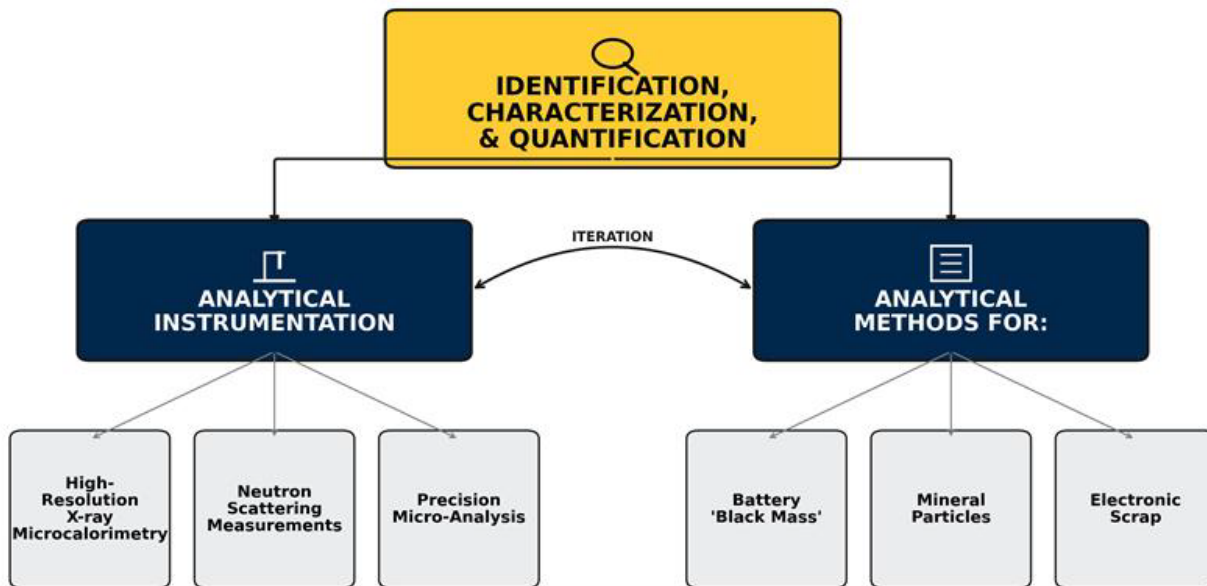 IDENTIFICATION,
CHARACTERIZATION,
& QUANTIFICATION
ITERATION
ANALYTICAL
INSTRUMENTATION
ANALYTICAL
METHODS FOR:
High-
Resolution
X-ray
Microcalorimetry
Neutron
Scattering
Measurements
Precision
Micro-Analysis
Battery
'Black Mass'
Mineral
Particles
Electronic
Scrap